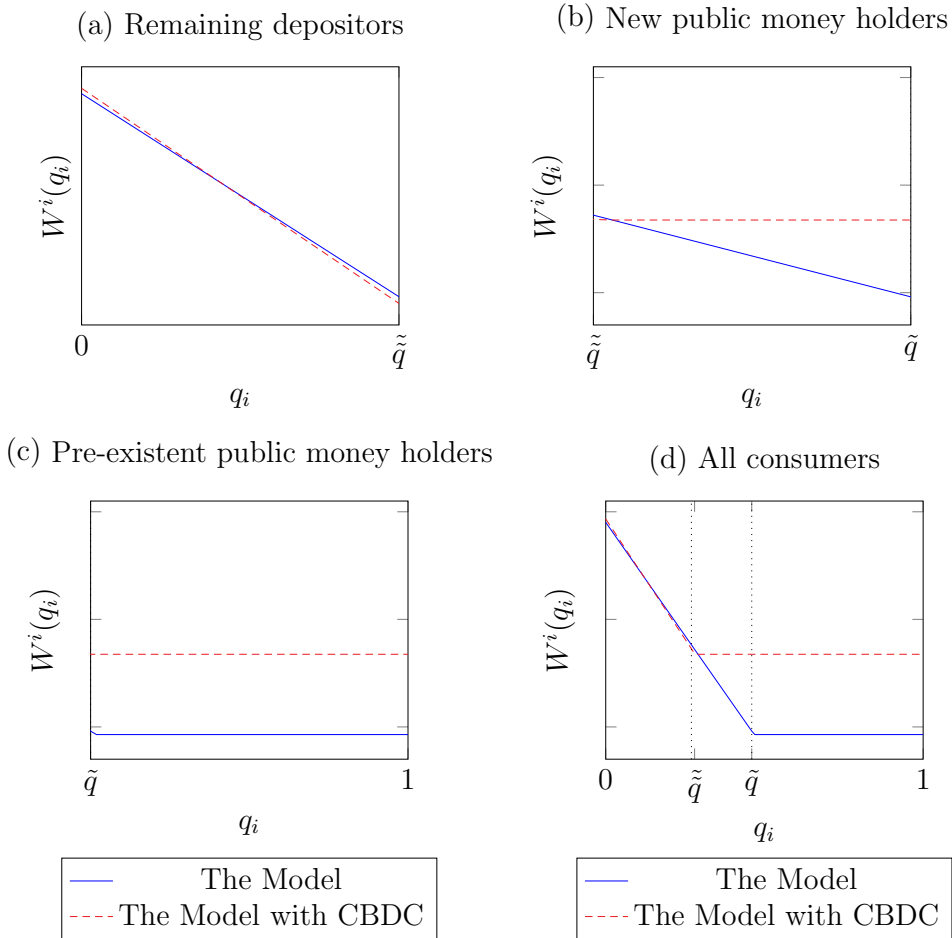 (a) Remaining depositors
(b) New public money holders
W^i(q_i)
W^i(q_i)
0
q̃̃
q̃̃
q̃
q_i
q_i
(c) Pre-existent public money holders
(d) All consumers
W^i(q_i)
W^i(q_i)
q̃
1
0
q̃̃
q̃
1
q_i
q_i
The Model
The Model with CBDC
The Model
The Model with CBDC